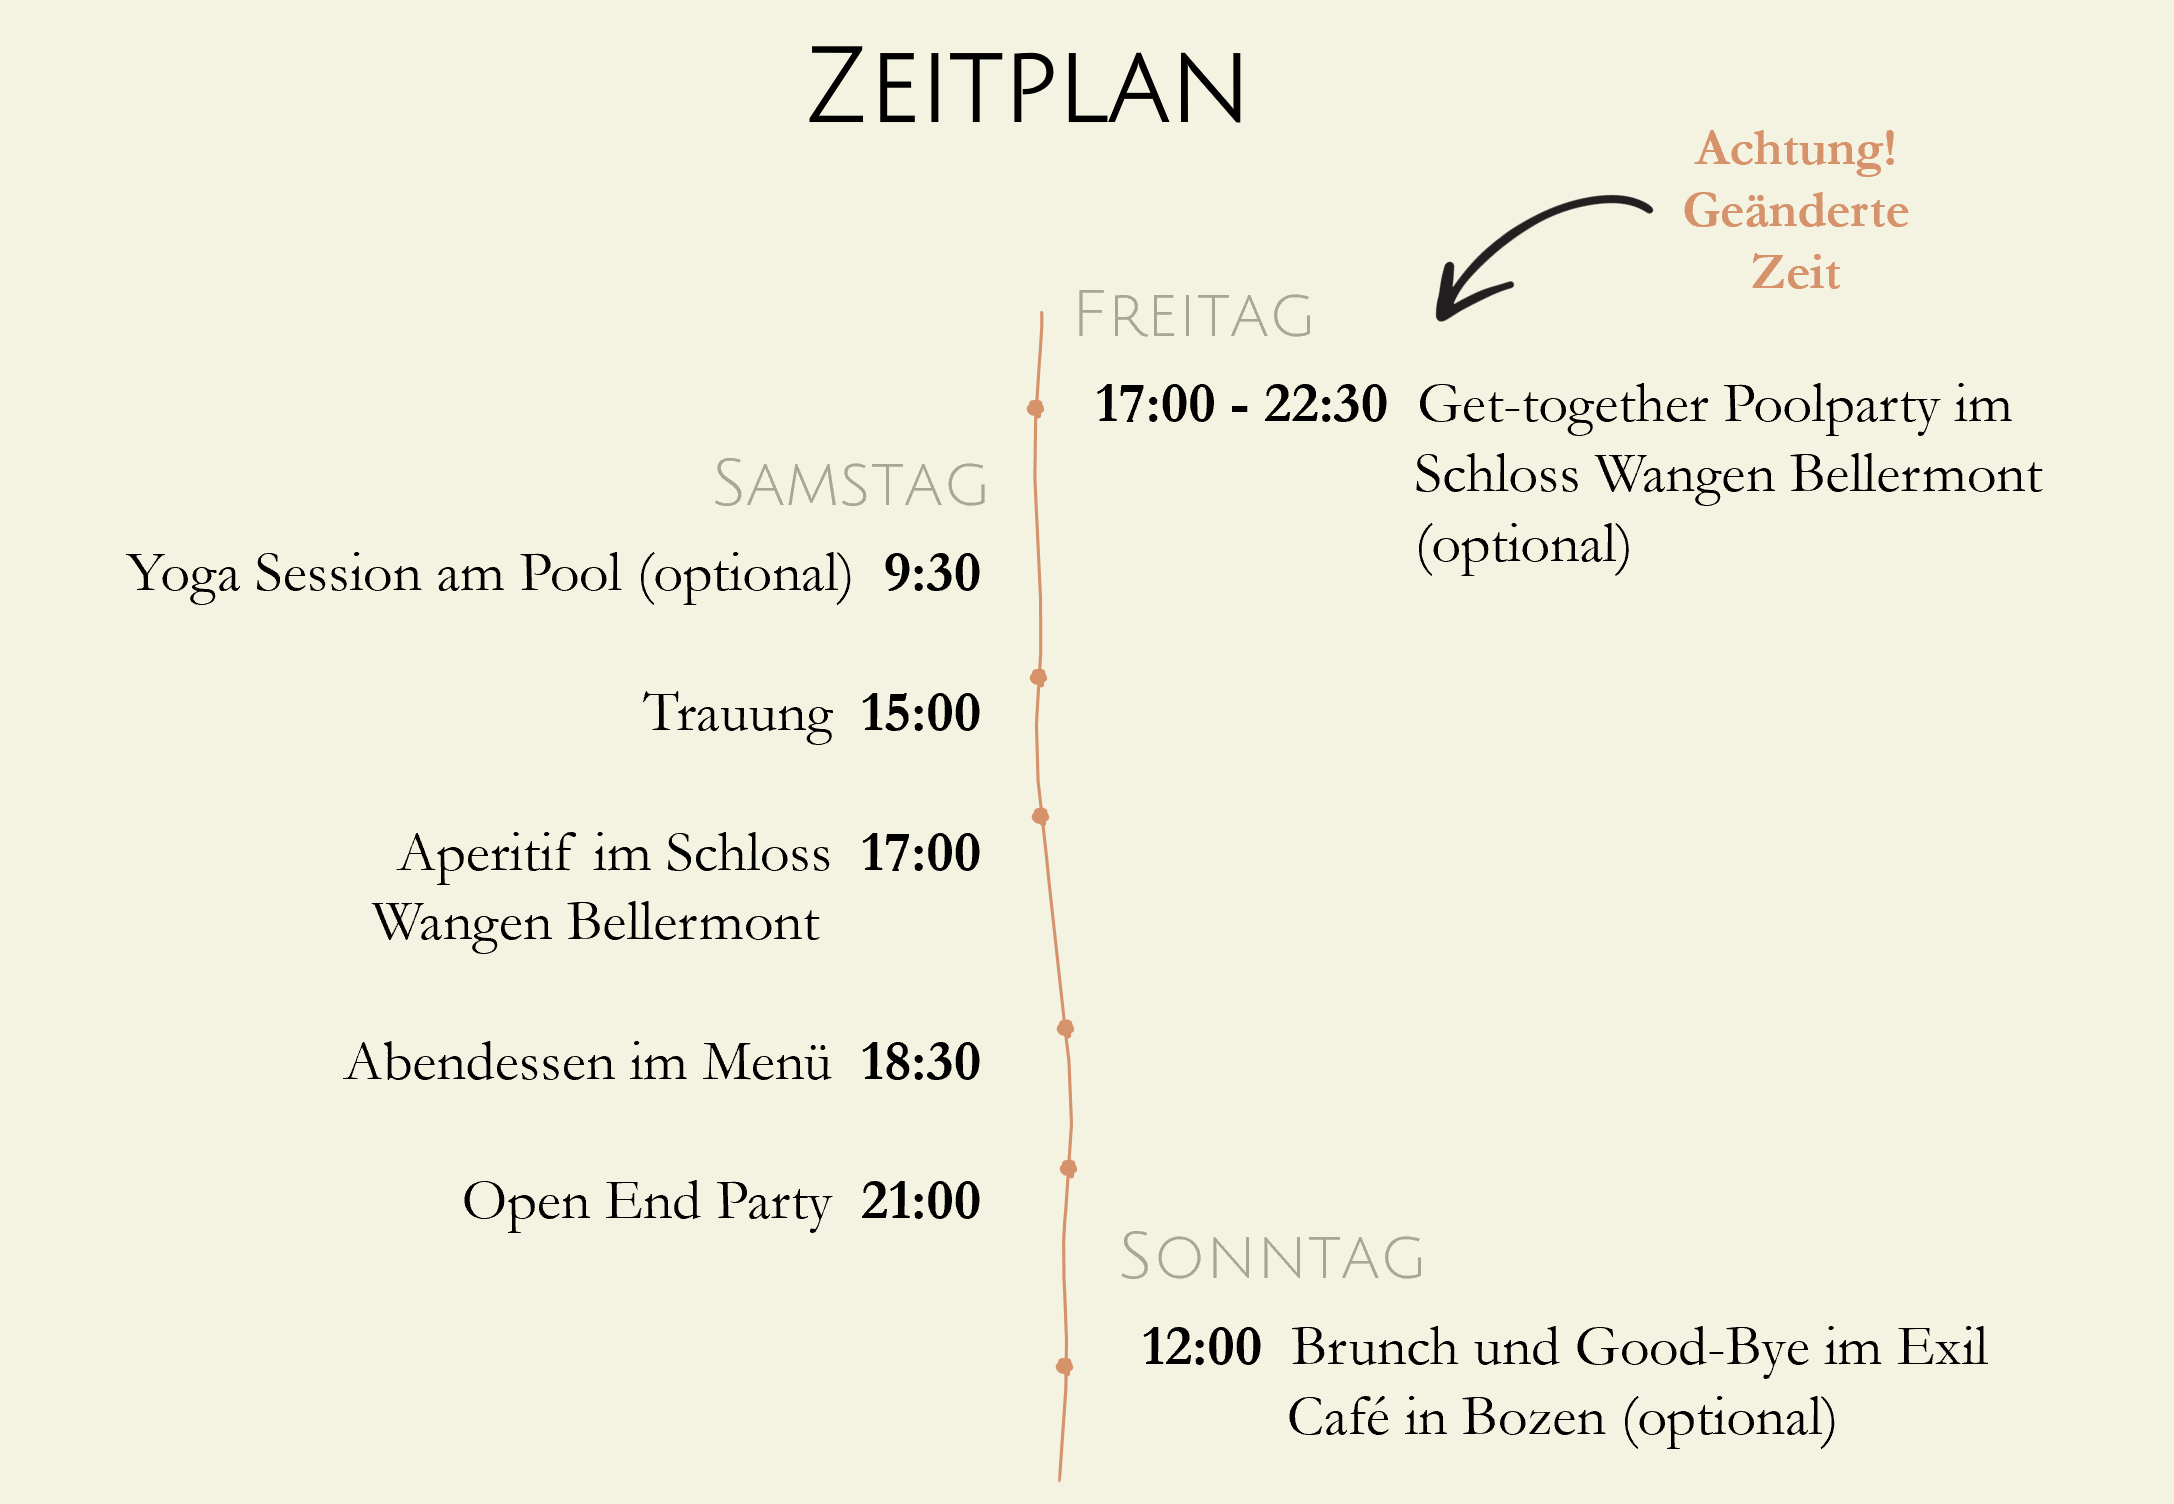 ZEITPLAN
Achtung!
Geänderte
Zeit
FREITAG
17:00 - 22:30 Get-together Poolparty im
Schloss Wangen Bellermont
(optional)
SAMSTAG
Yoga Session am Pool (optional) 9:30
Trauung 15:00
Aperitif im Schloss 17:00
Wangen Bellermont
Abendessen im Menü 18:30
Open End Party 21:00
SONNTAG
12:00 Brunch und Good-Bye im Exil
Café in Bozen (optional)